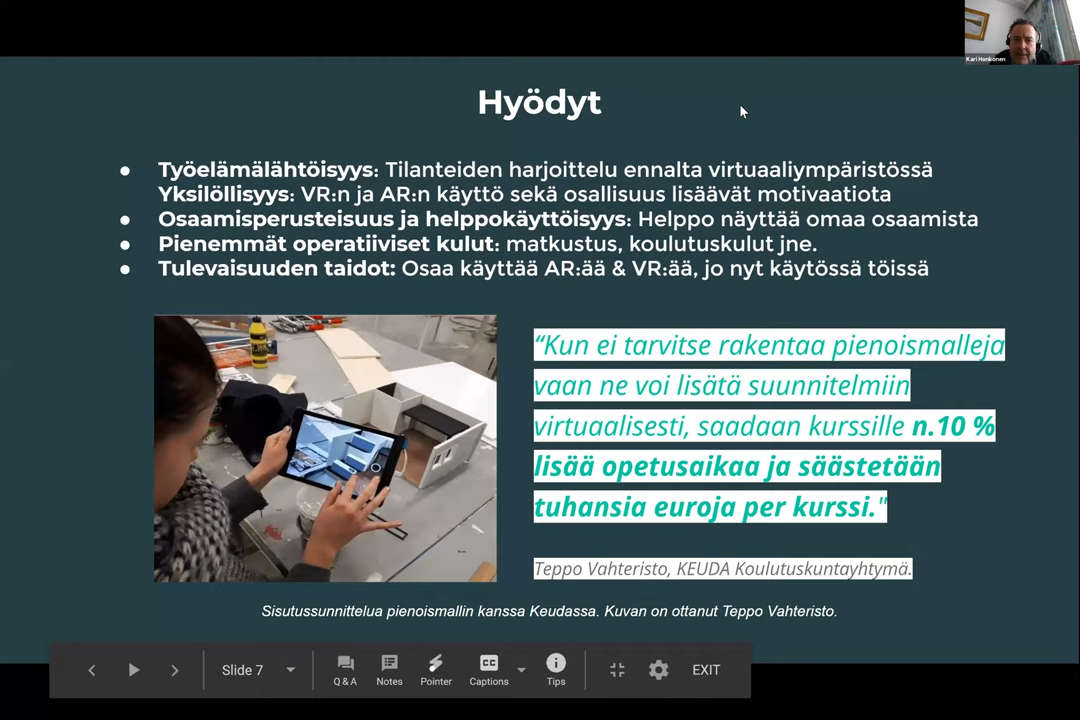 Kari Honkonen
Hyödyt
● Työelämälähtöisyys: Tilanteiden harjoittelu ennalta virtuaaliympäristössä
Yksilöllisyys: VR:n ja AR:n käyttö sekä osallisuus lisäävät motivaatiota
● Osaamisperusteisuus ja helppokäyttöisyys: Helppo näyttää omaa osaamista
● Pienemmät operatiiviset kulut: matkustus, koulutuskulut jne.
● Tulevaisuuden taidot: Osaa käyttää AR:ää & VR:ää, jo nyt käytössä töissä
“Kun ei tarvitse rakentaa pienoismalleja
vaan ne voi lisätä suunnitelmiin
virtuaalisesti, saadaan kurssille n.10 %
lisää opetusaikaa ja säästetään
tuhansia euroja per kurssi."
Teppo Vahteristo, KEUDA Koulutuskuntayhtymä.
Sisutussunnittelua pienoismallin kanssa Keudassa. Kuvan on ottanut Teppo Vahteristo.
Slide 7
Q & A
Notes
Pointer
CC
Captions
Tips
EXIT